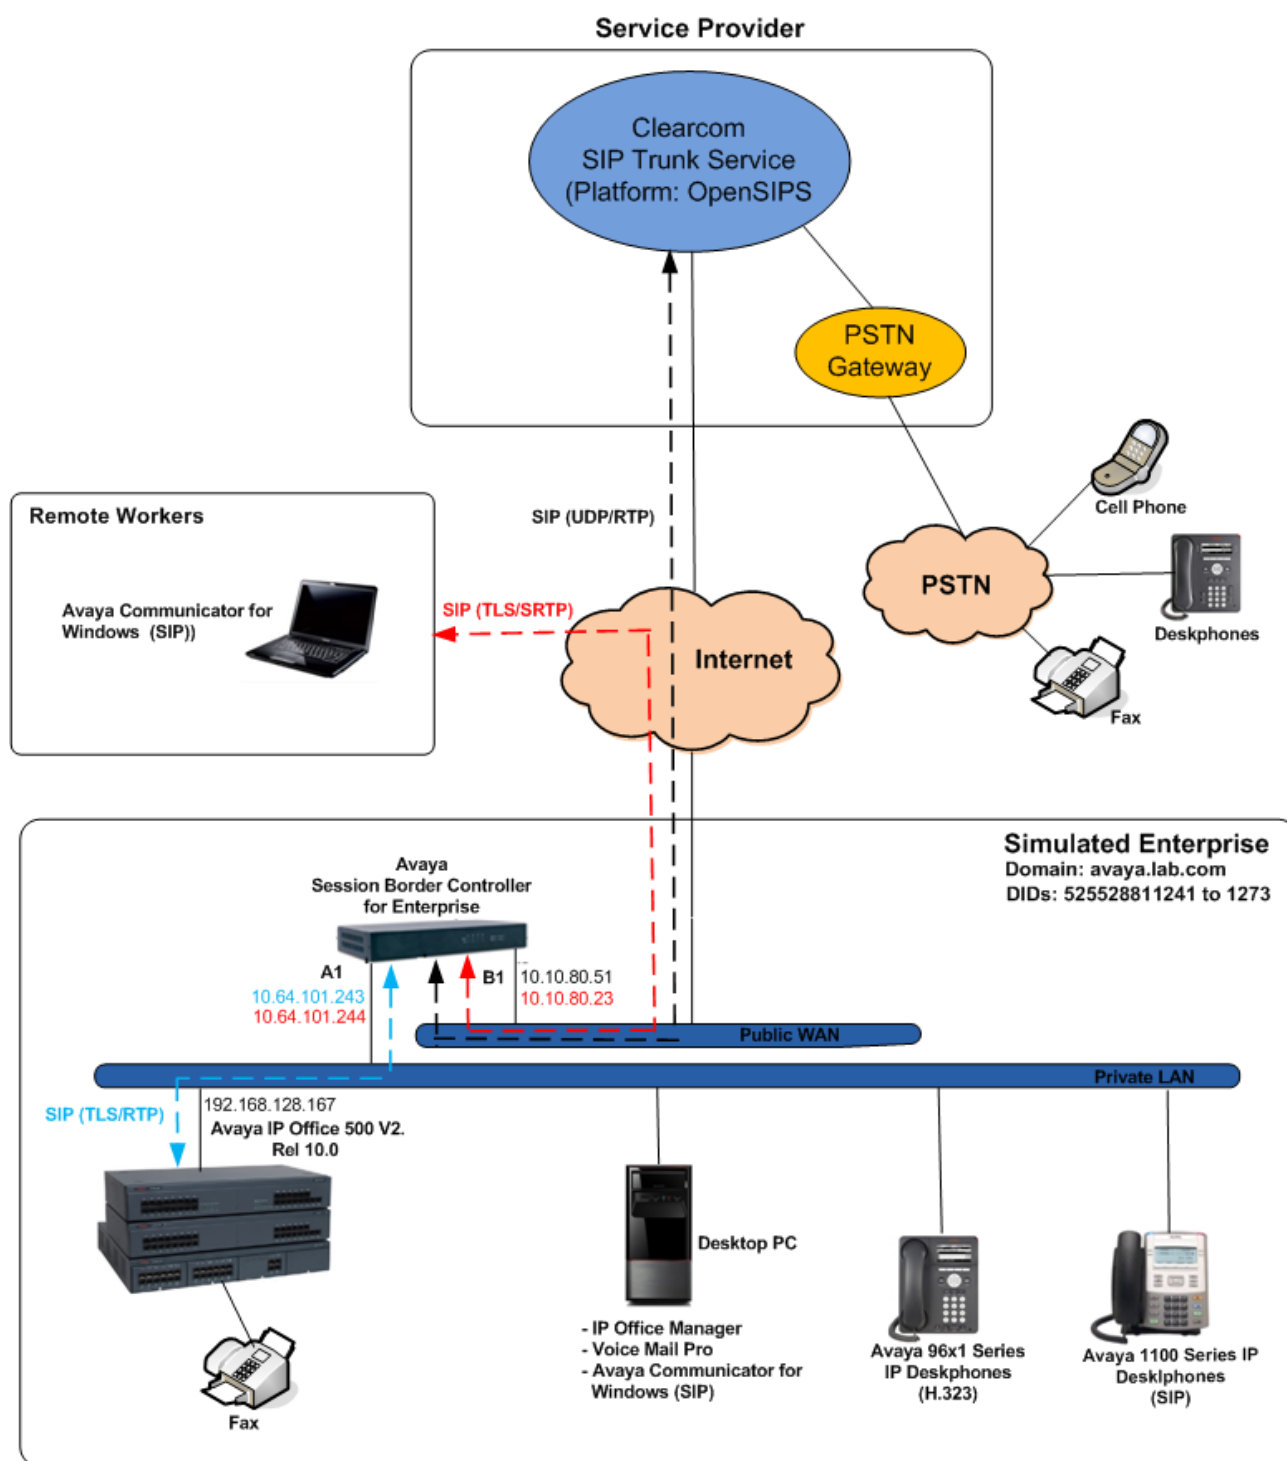 Service Provider
Clearcom
SIP Trunk Service
(Platform: OpenSIPS
PSTN
Gateway
Cell Phone
PSTN
Deskphones
Fax
SIP (UDP/RTP)
Remote Workers
Avaya Communicator for
Windows (SIP))
SIP (TLS/SRTP)
Internet
Simulated Enterprise
Domain: avaya.lab.com
DIDs: 525528811241 to 1273
Avaya
Session Border Controller
for Enterprise
A1
10.64.101.243
10.64.101.244
B1
10.10.80.51
10.10.80.23
Public WAN
Private LAN
SIP (TLS/RTP)
192.168.128.167
Avaya IP Office 500 V2.
Rel 10.0
Fax
Desktop PC
- IP Office Manager
- Voice Mail Pro
- Avaya Communicator for
Windows (SIP)
Avaya 96x1 Series
IP Deskphones
(H.323)
Avaya 1100 Series IP
Desklphones
(SIP)